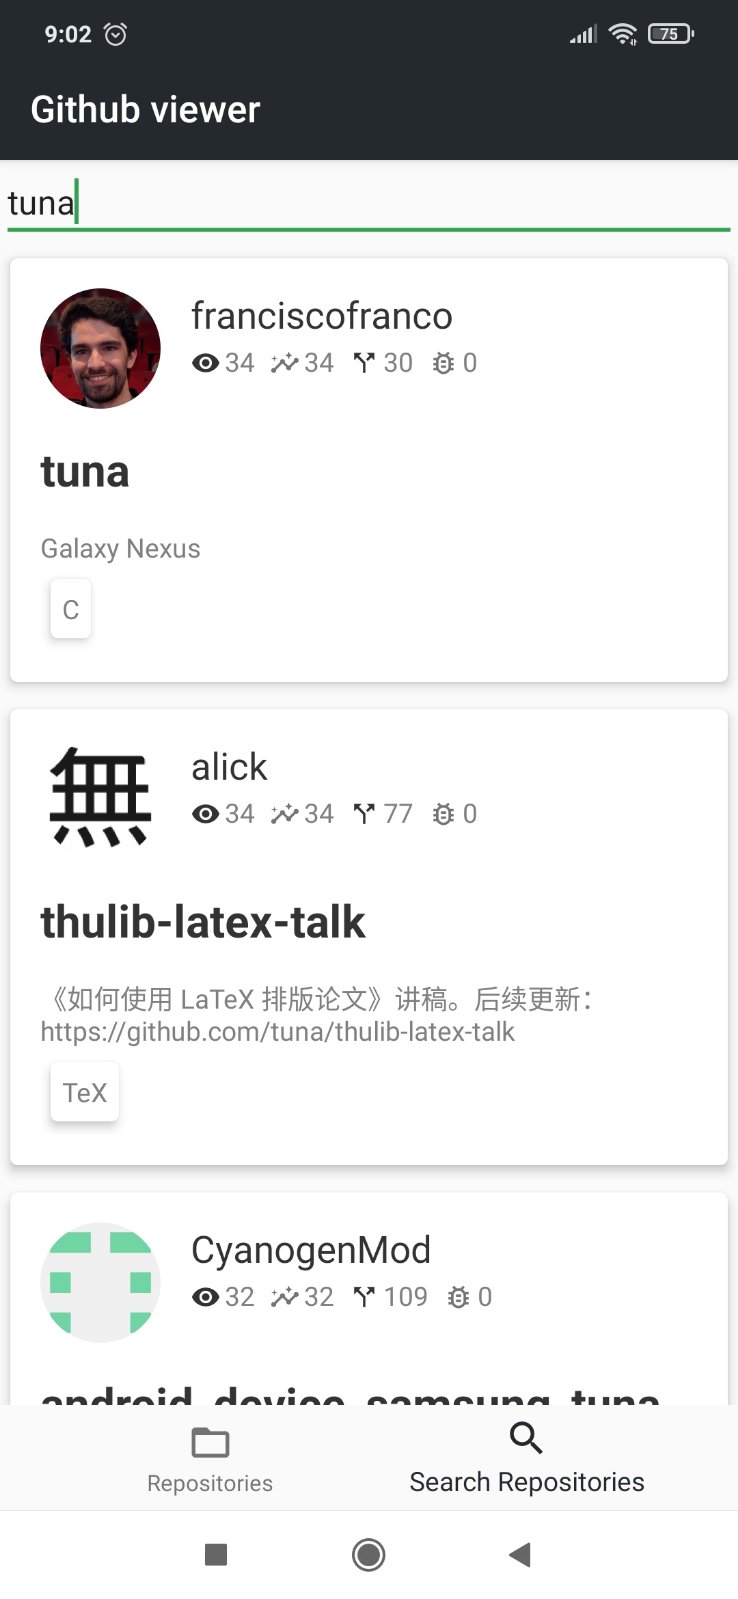 9:02
75
Github viewer
tuna
franciscofranco
34 34 30 0
tuna
Galaxy Nexus
C
無
alick
34 34 77 0
thulib-latex-talk
《如何使用 LaTeX 排版论文》讲稿。后续更新：
https://github.com/tuna/thulib-latex-talk
TeX
CyanogenMod
32 32 109 0
android_device_samsung_tuna
Repositories
Search Repositories